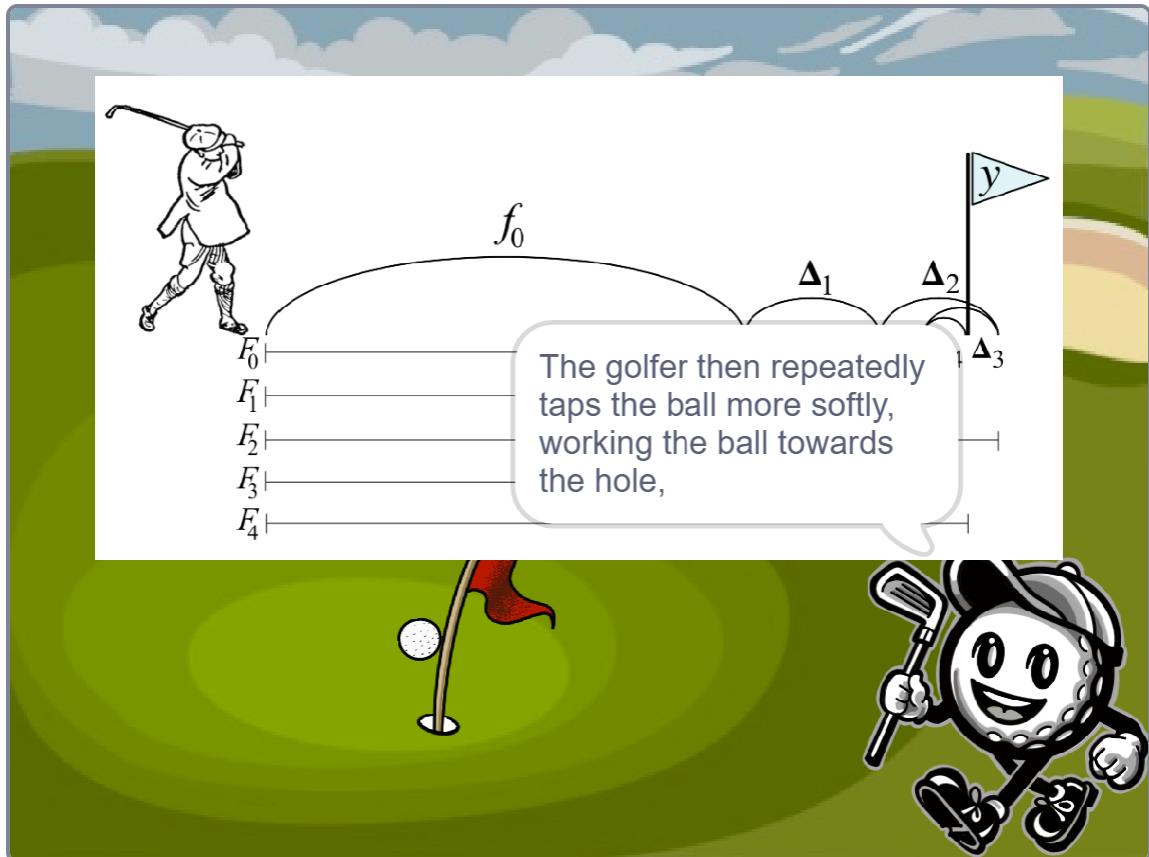 y
f₀
Δ₁ Δ₂
F₀ Δ₃
F₁
F₂
F₃
F₄
The golfer then repeatedly
taps the ball more softly,
working the ball towards
the hole,